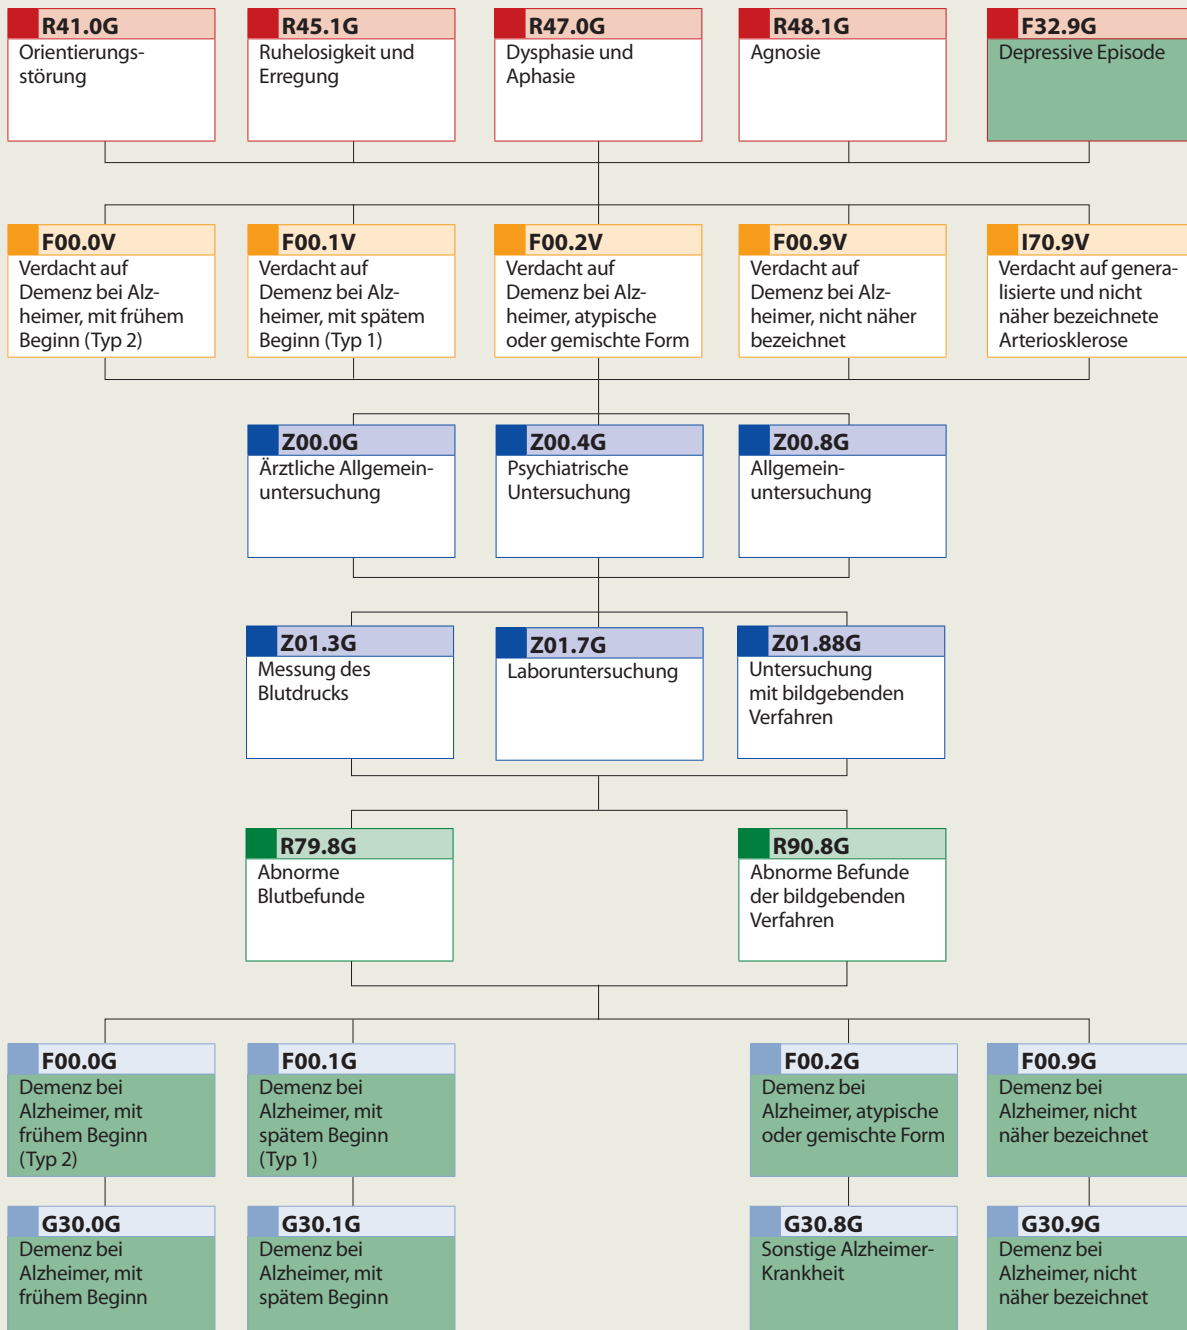 R41.0G
Orientierungs-
störung
R45.1G
Ruhelosigkeit und
Erregung
R47.0G
Dysphasie und
Aphasie
R48.1G
Agnosie
F32.9G
Depressive Episode
F00.0V
Verdacht auf
Demenz bei Alz-
heimer, mit frühem
Beginn (Typ 2)
F00.1V
Verdacht auf
Demenz bei Alz-
heimer, mit spätem
Beginn (Typ 1)
F00.2V
Verdacht auf
Demenz bei Alz-
heimer, atypische
oder gemischte Form
F00.9V
Verdacht auf
Demenz bei Alz-
heimer, nicht näher
bezeichnet
I70.9V
Verdacht auf genera-
lisierte und nicht
näher bezeichnete
Arteriosklerose
Z00.0G
Ärztliche Allgemein-
untersuchung
Z00.4G
Psychiatrische
Untersuchung
Z00.8G
Allgemein-
untersuchung
Z01.3G
Messung des
Blutdrucks
Z01.7G
Laboruntersuchung
Z01.88G
Untersuchung
mit bildgebenden
Verfahren
R79.8G
Abnorme
Blutbefunde
R90.8G
Abnorme Befunde
der bildgebenden
Verfahren
F00.0G
Demenz bei
Alzheimer, mit
frühem Beginn
(Typ 2)
F00.1G
Demenz bei
Alzheimer, mit
spätem Beginn
(Typ 1)
F00.2G
Demenz bei
Alzheimer, atypische
oder gemischte Form
F00.9G
Demenz bei
Alzheimer, nicht
näher bezeichnet
G30.0G
Demenz bei
Alzheimer, mit
frühem Beginn
G30.1G
Demenz bei
Alzheimer, mit
spätem Beginn
G30.8G
Sonstige Alzheimer-
Krankheit
G30.9G
Demenz bei
Alzheimer, nicht
näher bezeichnet